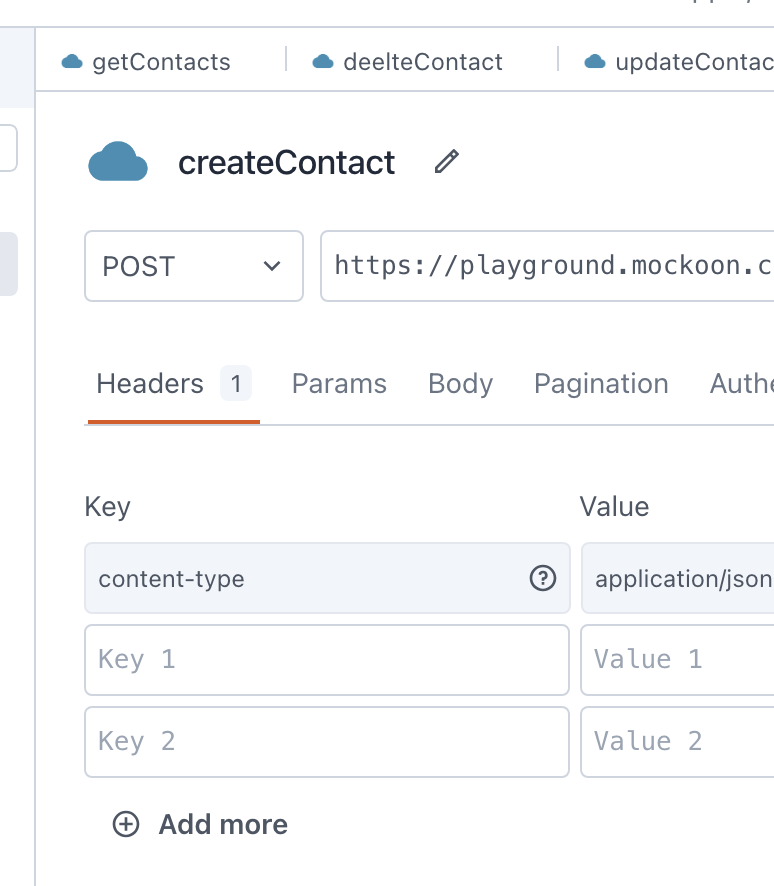 getContacts deelteContact updateContac
createContact
POST https://playground.mockoon.c
Headers 1 Params Body Pagination Authe
Key Value
content-type application/json
Key 1 Value 1
Key 2 Value 2
Add more